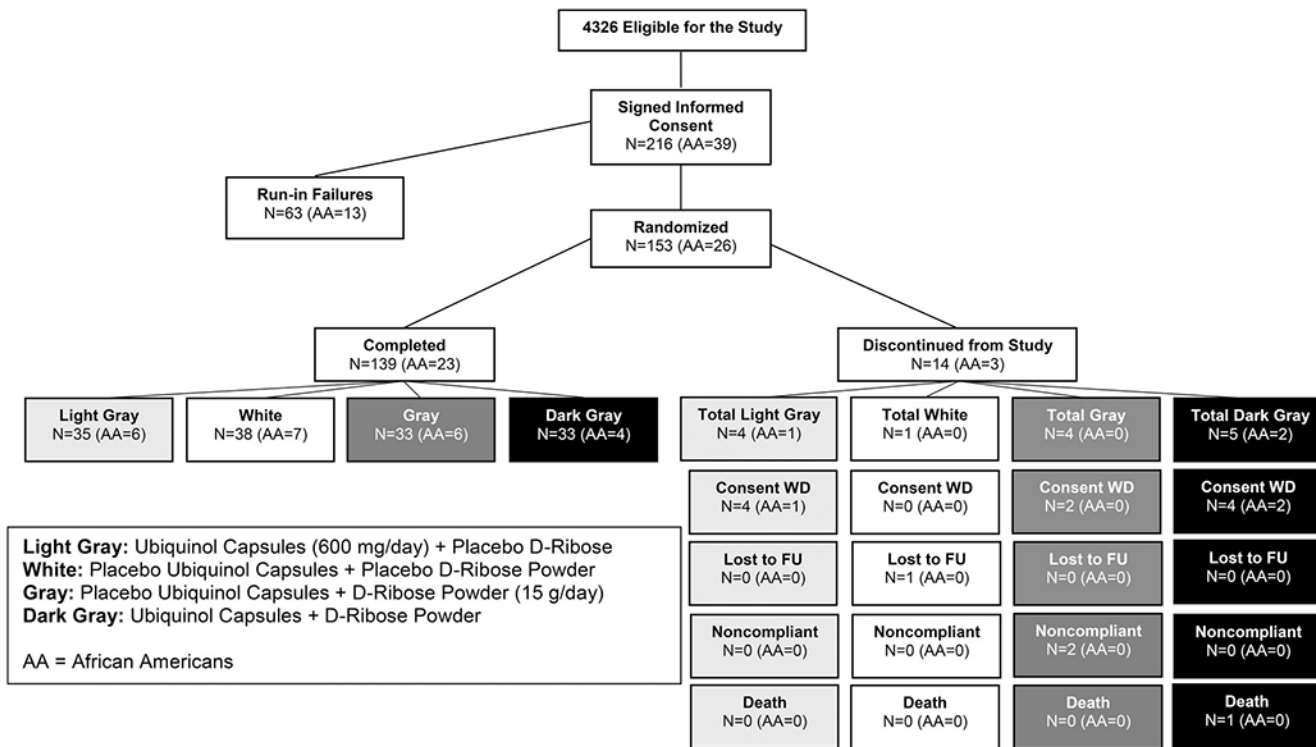 4326 Eligible for the Study
Signed Informed
Consent
N=216 (AA=39)
Run-in Failures
N=63 (AA=13)
Randomized
N=153 (AA=26)
Completed
N=139 (AA=23)
Discontinued from Study
N=14 (AA=3)
Light Gray
N=35 (AA=6)
White
N=38 (AA=7)
Gray
N=33 (AA=6)
Dark Gray
N=33 (AA=4)
Total Light Gray
N=4 (AA=1)
Total White
N=1 (AA=0)
Total Gray
N=4 (AA=0)
Total Dark Gray
N=5 (AA=2)
Consent WD
N=4 (AA=1)
Consent WD
N=0 (AA=0)
Consent WD
N=2 (AA=0)
Consent WD
N=4 (AA=2)
Lost to FU
N=0 (AA=0)
Lost to FU
N=1 (AA=0)
Lost to FU
N=0 (AA=0)
Lost to FU
N=0 (AA=0)
Noncompliant
N=0 (AA=0)
Noncompliant
N=0 (AA=0)
Noncompliant
N=2 (AA=0)
Noncompliant
N=0 (AA=0)
Death
N=0 (AA=0)
Death
N=0 (AA=0)
Death
N=0 (AA=0)
Death
N=1 (AA=0)
Light Gray: Ubiquinol Capsules (600 mg/day) + Placebo D-Ribose
White: Placebo Ubiquinol Capsules + Placebo D-Ribose Powder
Gray: Placebo Ubiquinol Capsules + D-Ribose Powder (15 g/day)
Dark Gray: Ubiquinol Capsules + D-Ribose Powder
AA = African Americans